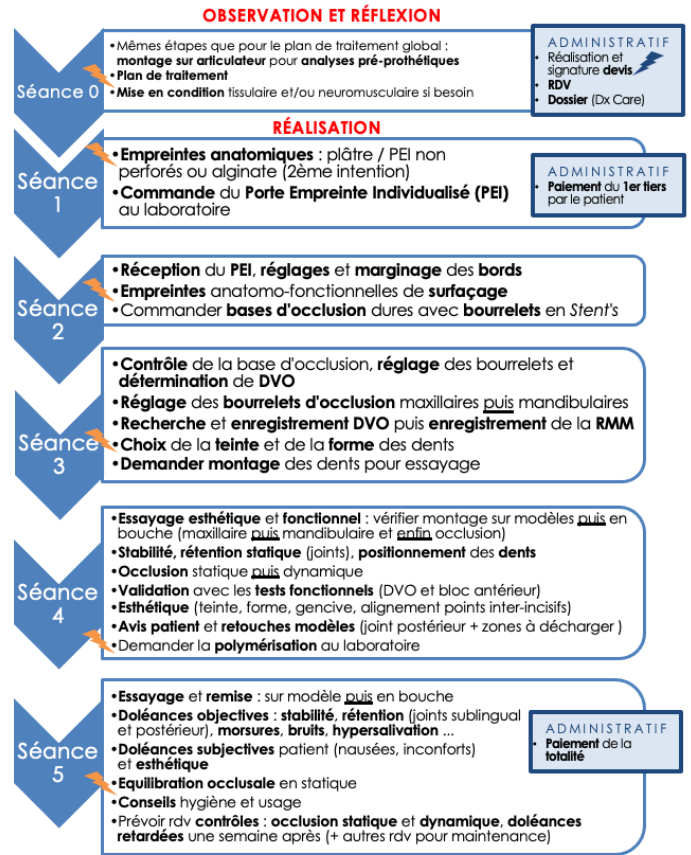 OBSERVATION ET RÉFLEXION
Séance 0
•Mêmes étapes que pour le plan de traitement global :
montage sur articulateur pour analyses pré-prothétiques
•Plan de traitement
•Mise en condition tissulaire et/ou neuromusculaire si besoin
ADMINISTRATIF
• Réalisation et
signature devis
• RDV
• Dossier (Dx Care)
RÉALISATION
Séance
1
•Empreintes anatomiques : plâtre / PEI non
perforés ou alginate (2ème intention)
•Commande du Porte Empreinte Individualisé (PEI)
au laboratoire
ADMINISTRATIF
• Paiement du 1er tiers
par le patient
Séance
2
•Réception du PEI, réglages et marginage des bords
•Empreintes anatomo-fonctionnelles de surfaçage
•Commander bases d'occlusion dures avec bourrelets en Stent's
Séance
3
•Contrôle de la base d'occlusion, réglage des bourrelets et
détermination de DVO
•Réglage des bourrelets d'occlusion maxillaires puis mandibulaires
•Recherche et enregistrement DVO puis enregistrement de la RMM
•Choix de la teinte et de la forme des dents
•Demander montage des dents pour essayage
Séance
4
•Essayage esthétique et fonctionnel : vérifier montage sur modèles puis en
bouche (maxillaire puis mandibulaire et enfin occlusion)
•Stabilité, rétention statique (joints), positionnement des dents
•Occlusion statique puis dynamique
•Validation avec les tests fonctionnels (DVO et bloc antérieur)
•Esthétique (teinte, forme, gencive, alignement points inter-incisifs)
•Avis patient et retouches modèles (joint postérieur + zones à décharger )
•Demander la polymérisation au laboratoire
Séance
5
•Essayage et remise : sur modèle puis en bouche
•Doléances objectives : stabilité, rétention (joints sublingual
et postérieur), morsures, bruits, hypersalivation ...
•Doléances subjectives patient (nausées, inconforts)
et esthétique
•Equilibration occlusale en statique
•Conseils hygiène et usage
•Prévoir rdv contrôles : occlusion statique et dynamique, doléances
retardées une semaine après (+ autres rdv pour maintenance)
ADMINISTRATIF
• Paiement de la
totalité